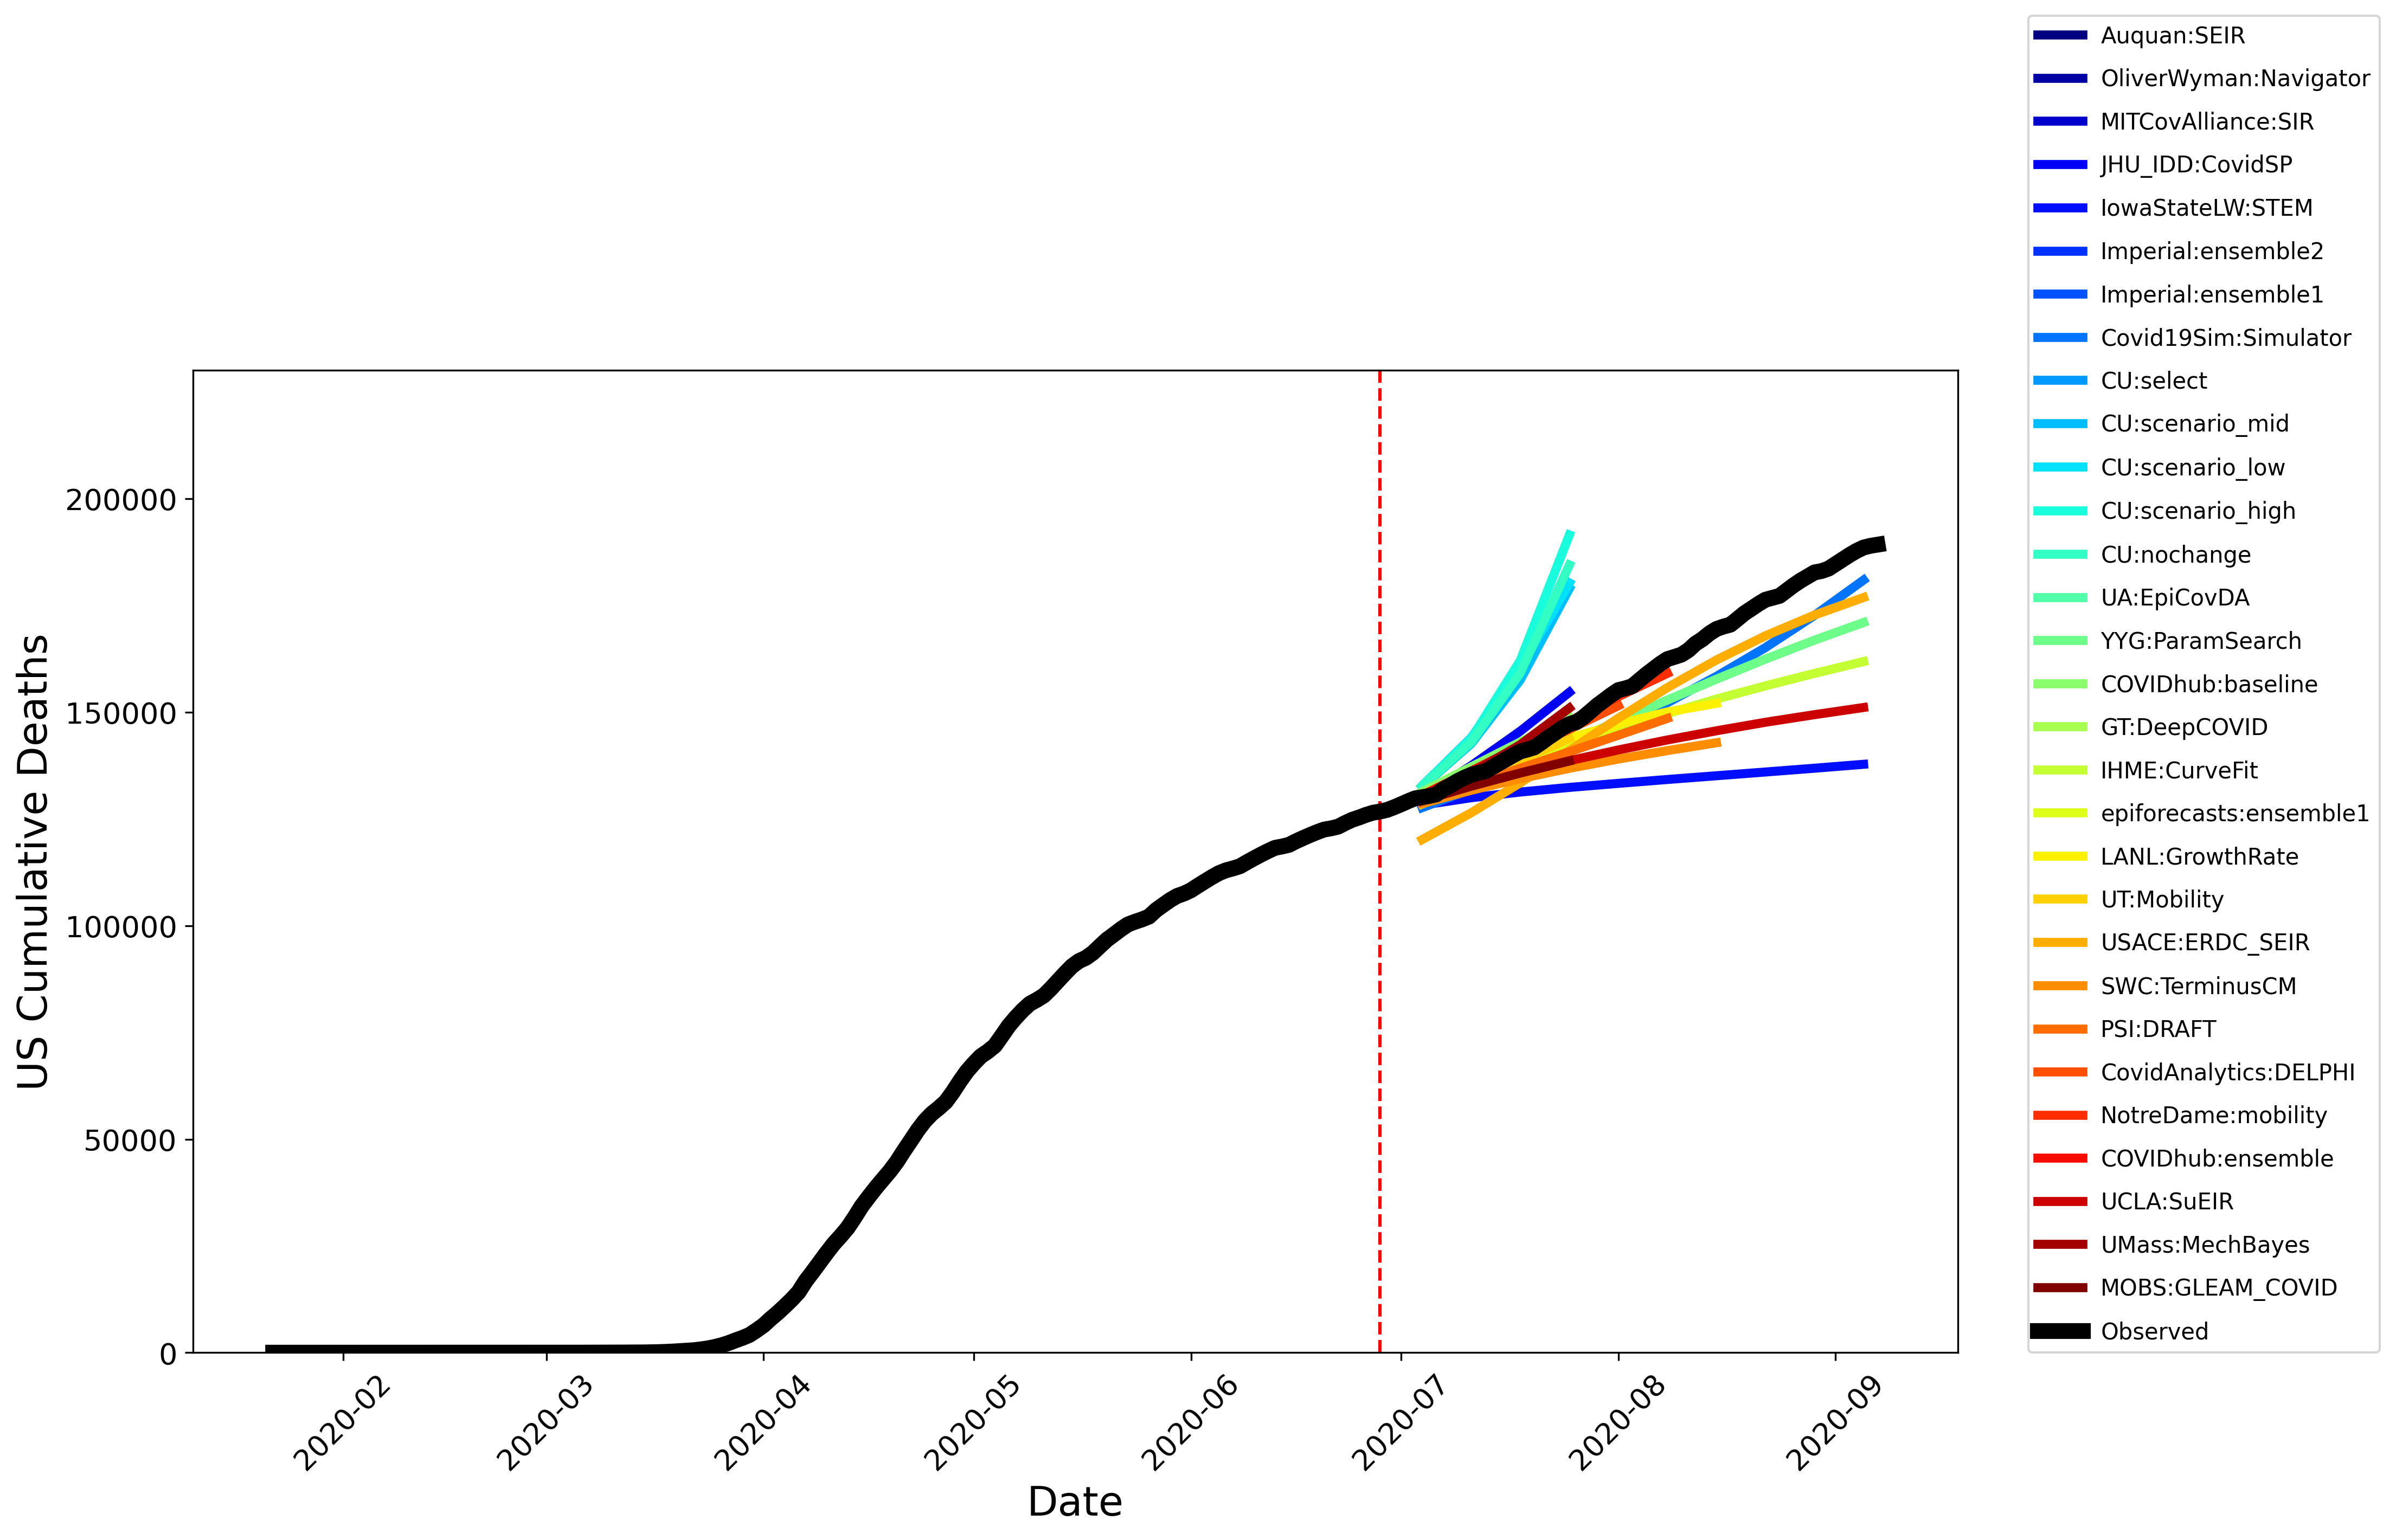 Auquan:SEIR
OliverWyman:Navigator
MITCovAlliance:SIR
JHU_IDD:CovidSP
IowaStateLW:STEM
Imperial:ensemble2
Imperial:ensemble1
Covid19Sim:Simulator
CU:select
CU:scenario_mid
CU:scenario_low
CU:scenario_high
CU:nochange
UA:EpiCovDA
YYG:ParamSearch
COVIDhub:baseline
GT:DeepCOVID
IHME:CurveFit
epiforecasts:ensemble1
LANL:GrowthRate
UT:Mobility
USACE:ERDC_SEIR
SWC:TerminusCM
PSI:DRAFT
CovidAnalytics:DELPHI
NotreDame:mobility
COVIDhub:ensemble
UCLA:SuEIR
UMass:MechBayes
MOBS:GLEAM_COVID
Observed
US Cumulative Deaths
200000
150000
100000
50000
0
2020-02
2020-03
2020-04
2020-05
2020-06
2020-07
2020-08
2020-09
Date